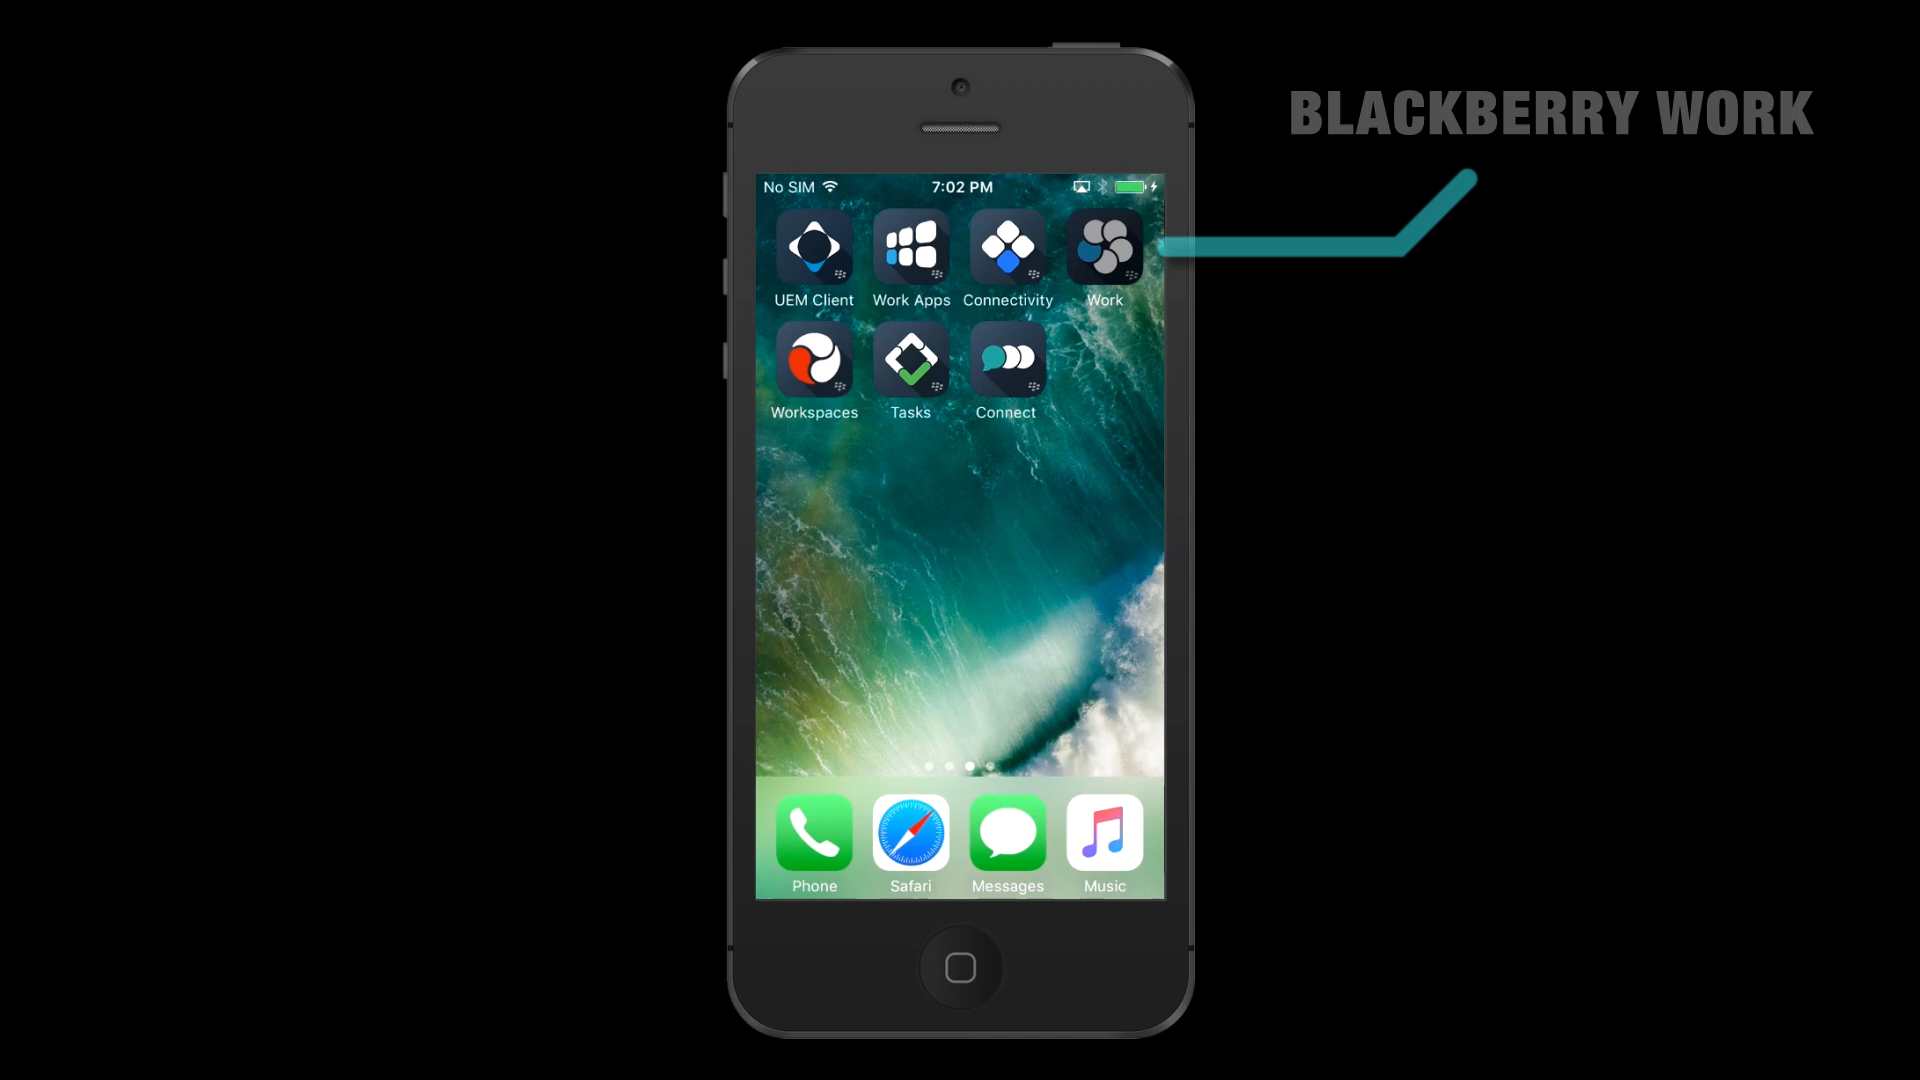 BLACKBERRY WORK
No SIM 7:02 PM
UEM Client Work Apps Connectivity Work
Workspaces Tasks Connect
Phone Safari Messages Music